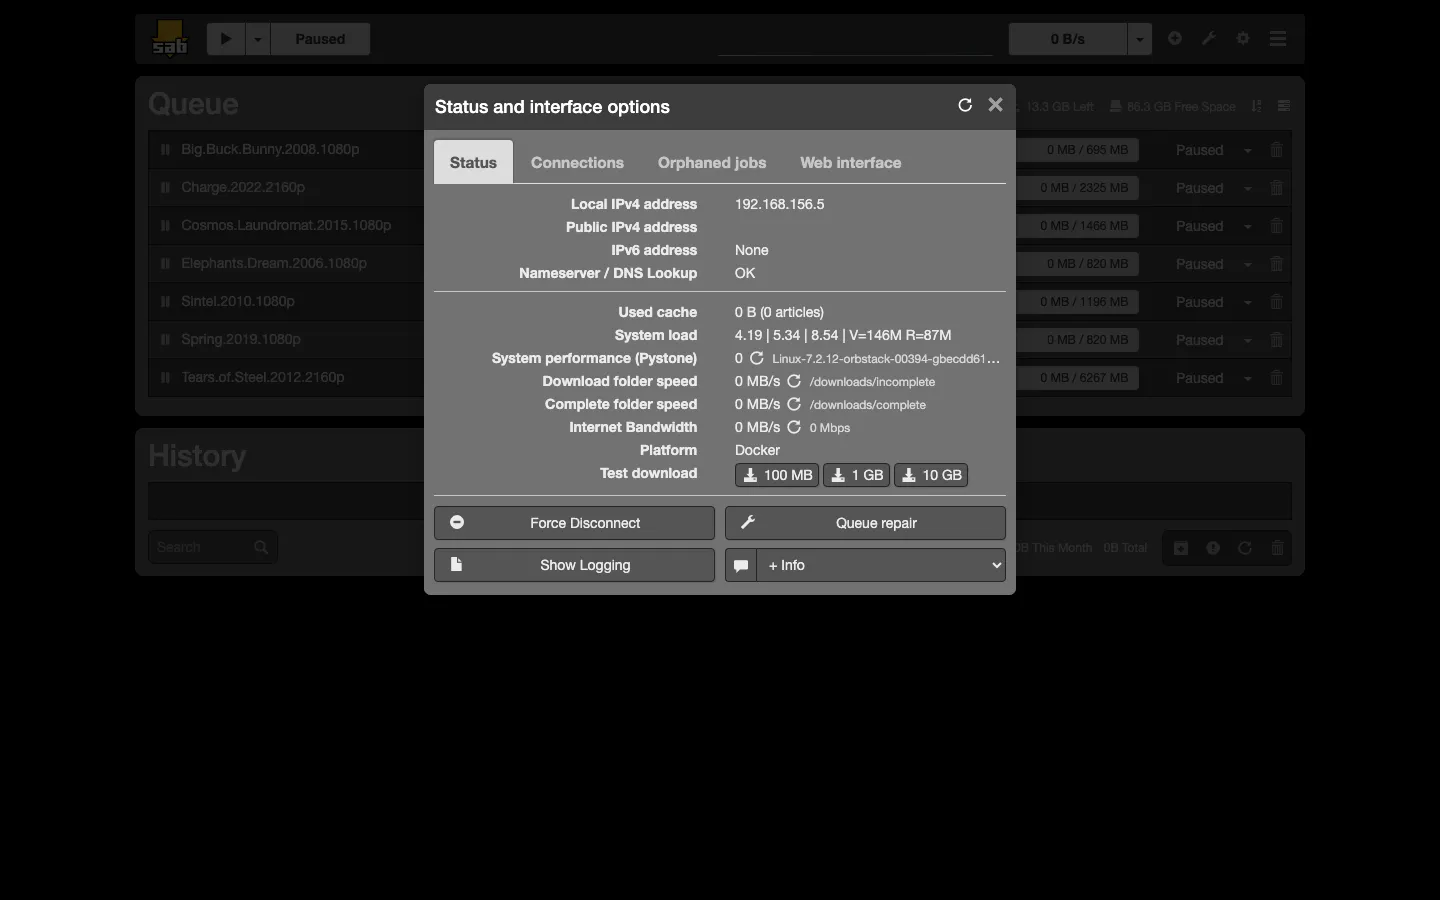 sab
Paused
0 B/s
Queue
13.3 GB Left
85.3 GB Free Space
Status and interface options
Status
Connections
Orphaned jobs
Web interface
Local IPv4 address 192.168.156.5
Public IPv4 address
IPv6 address None
Nameserver / DNS Lookup OK
Used cache 0 B (0 articles)
System load 4.19 | 5.34 | 8.54 | V=146M R=87M
System performance (Pystone) 0 Linux-7.2.12-orbstack-00394-gbecdd61...
Download folder speed 0 MB/s /downloads/incomplete
Complete folder speed 0 MB/s /downloads/complete
Internet Bandwidth 0 MB/s 0 Mbps
Platform Docker
Test download 100 MB 1 GB 10 GB
Force Disconnect
Queue repair
Show Logging
+ Info
Big.Buck.Bunny.2008.1080p 0 MB / 695 MB Paused
Charge.2022.2160p 0 MB / 2325 MB Paused
Cosmos.Laundromat.2015.1080p 0 MB / 1466 MB Paused
Elephants.Dream.2006.1080p 0 MB / 820 MB Paused
Sintel.2010.1080p 0 MB / 1196 MB Paused
Spring.2019.1080p 0 MB / 820 MB Paused
Tears.of.Steel.2012.2160p 0 MB / 6267 MB Paused
History
Search
This Month
0B Total